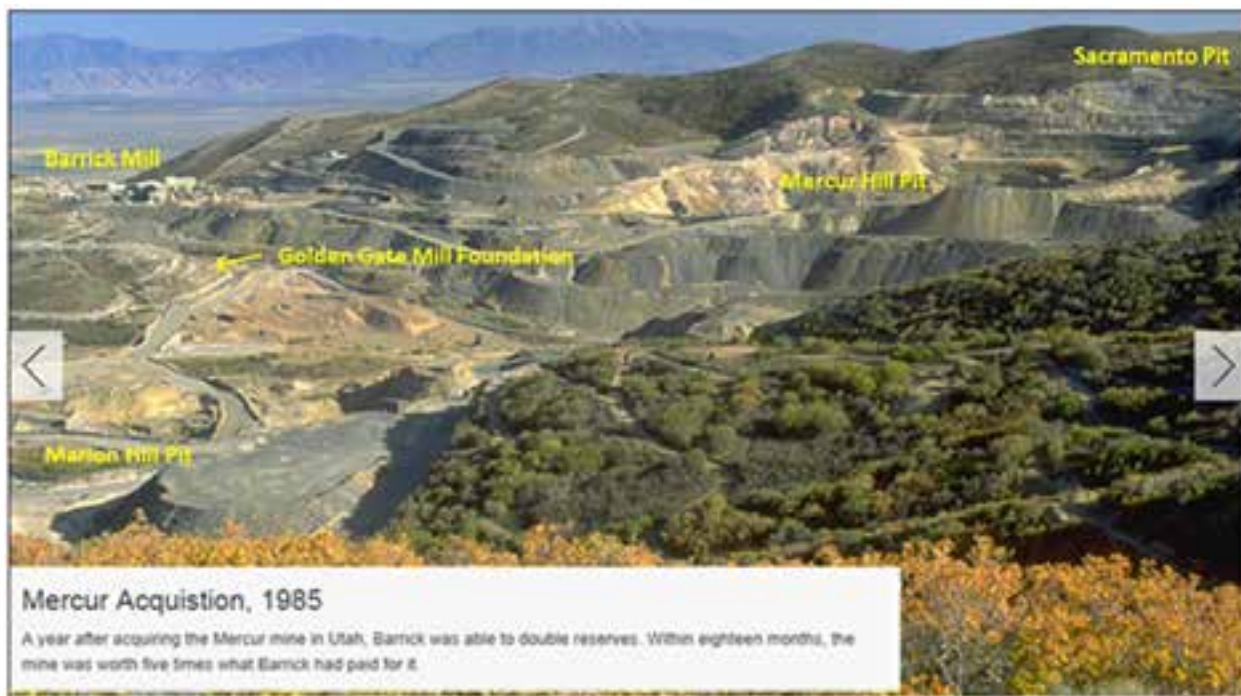 Sacramento Pit
Barrick Mill
Mercur Hill Pit
Golden Gate Mill Foundation
Marion Hill Pit
Mercur Acquistion, 1985
A year after acquiring the Mercur mine in Utah, Barrick was able to double reserves. Within eighteen months, the
mine was worth five times what Barrick had paid for it.